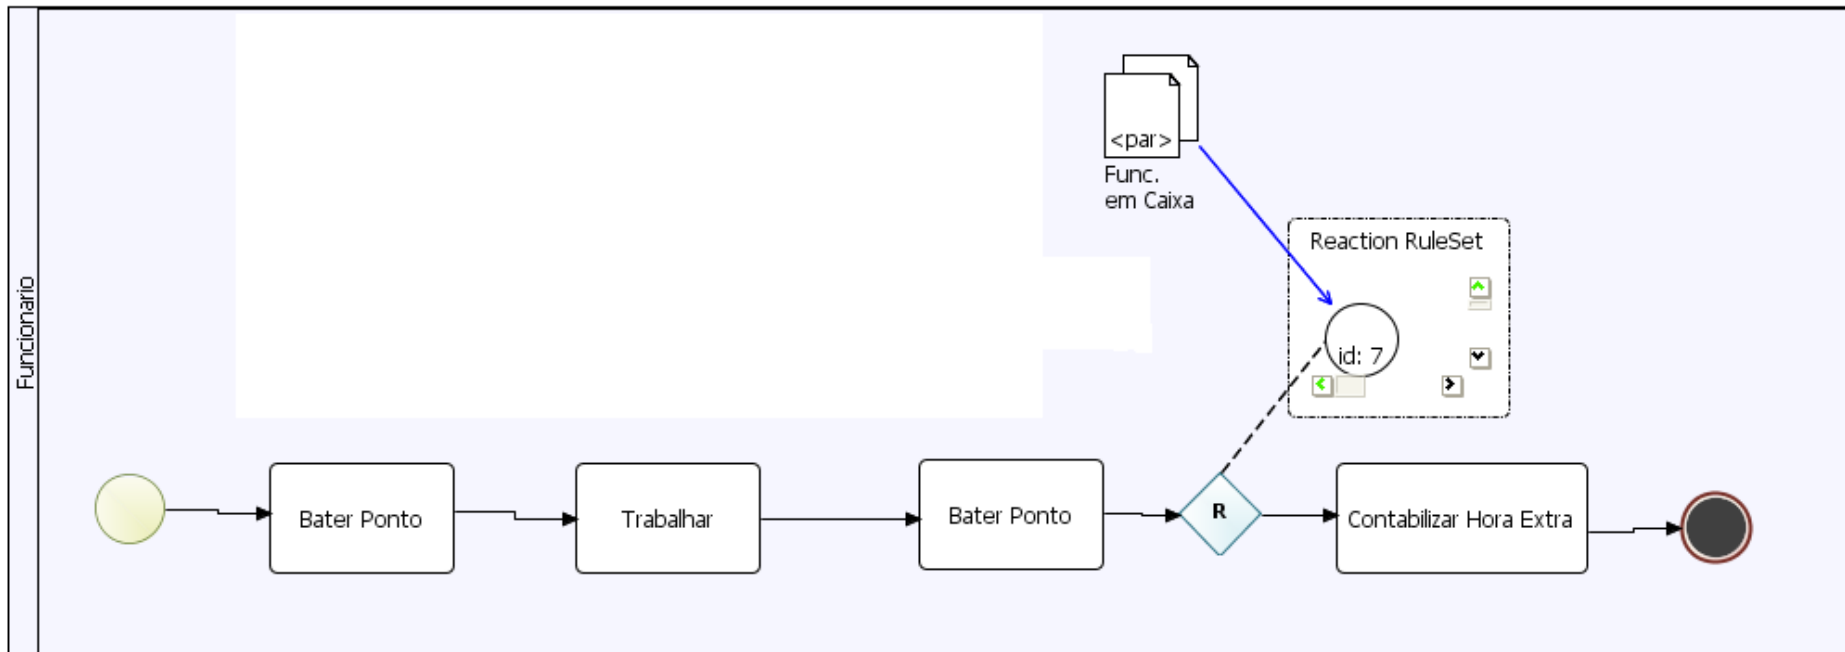 Funcionario
<par>
Func.
em Caixa
Reaction RuleSet
id: 7
Bater Ponto
Trabalhar
Bater Ponto
R
Contabilizar Hora Extra